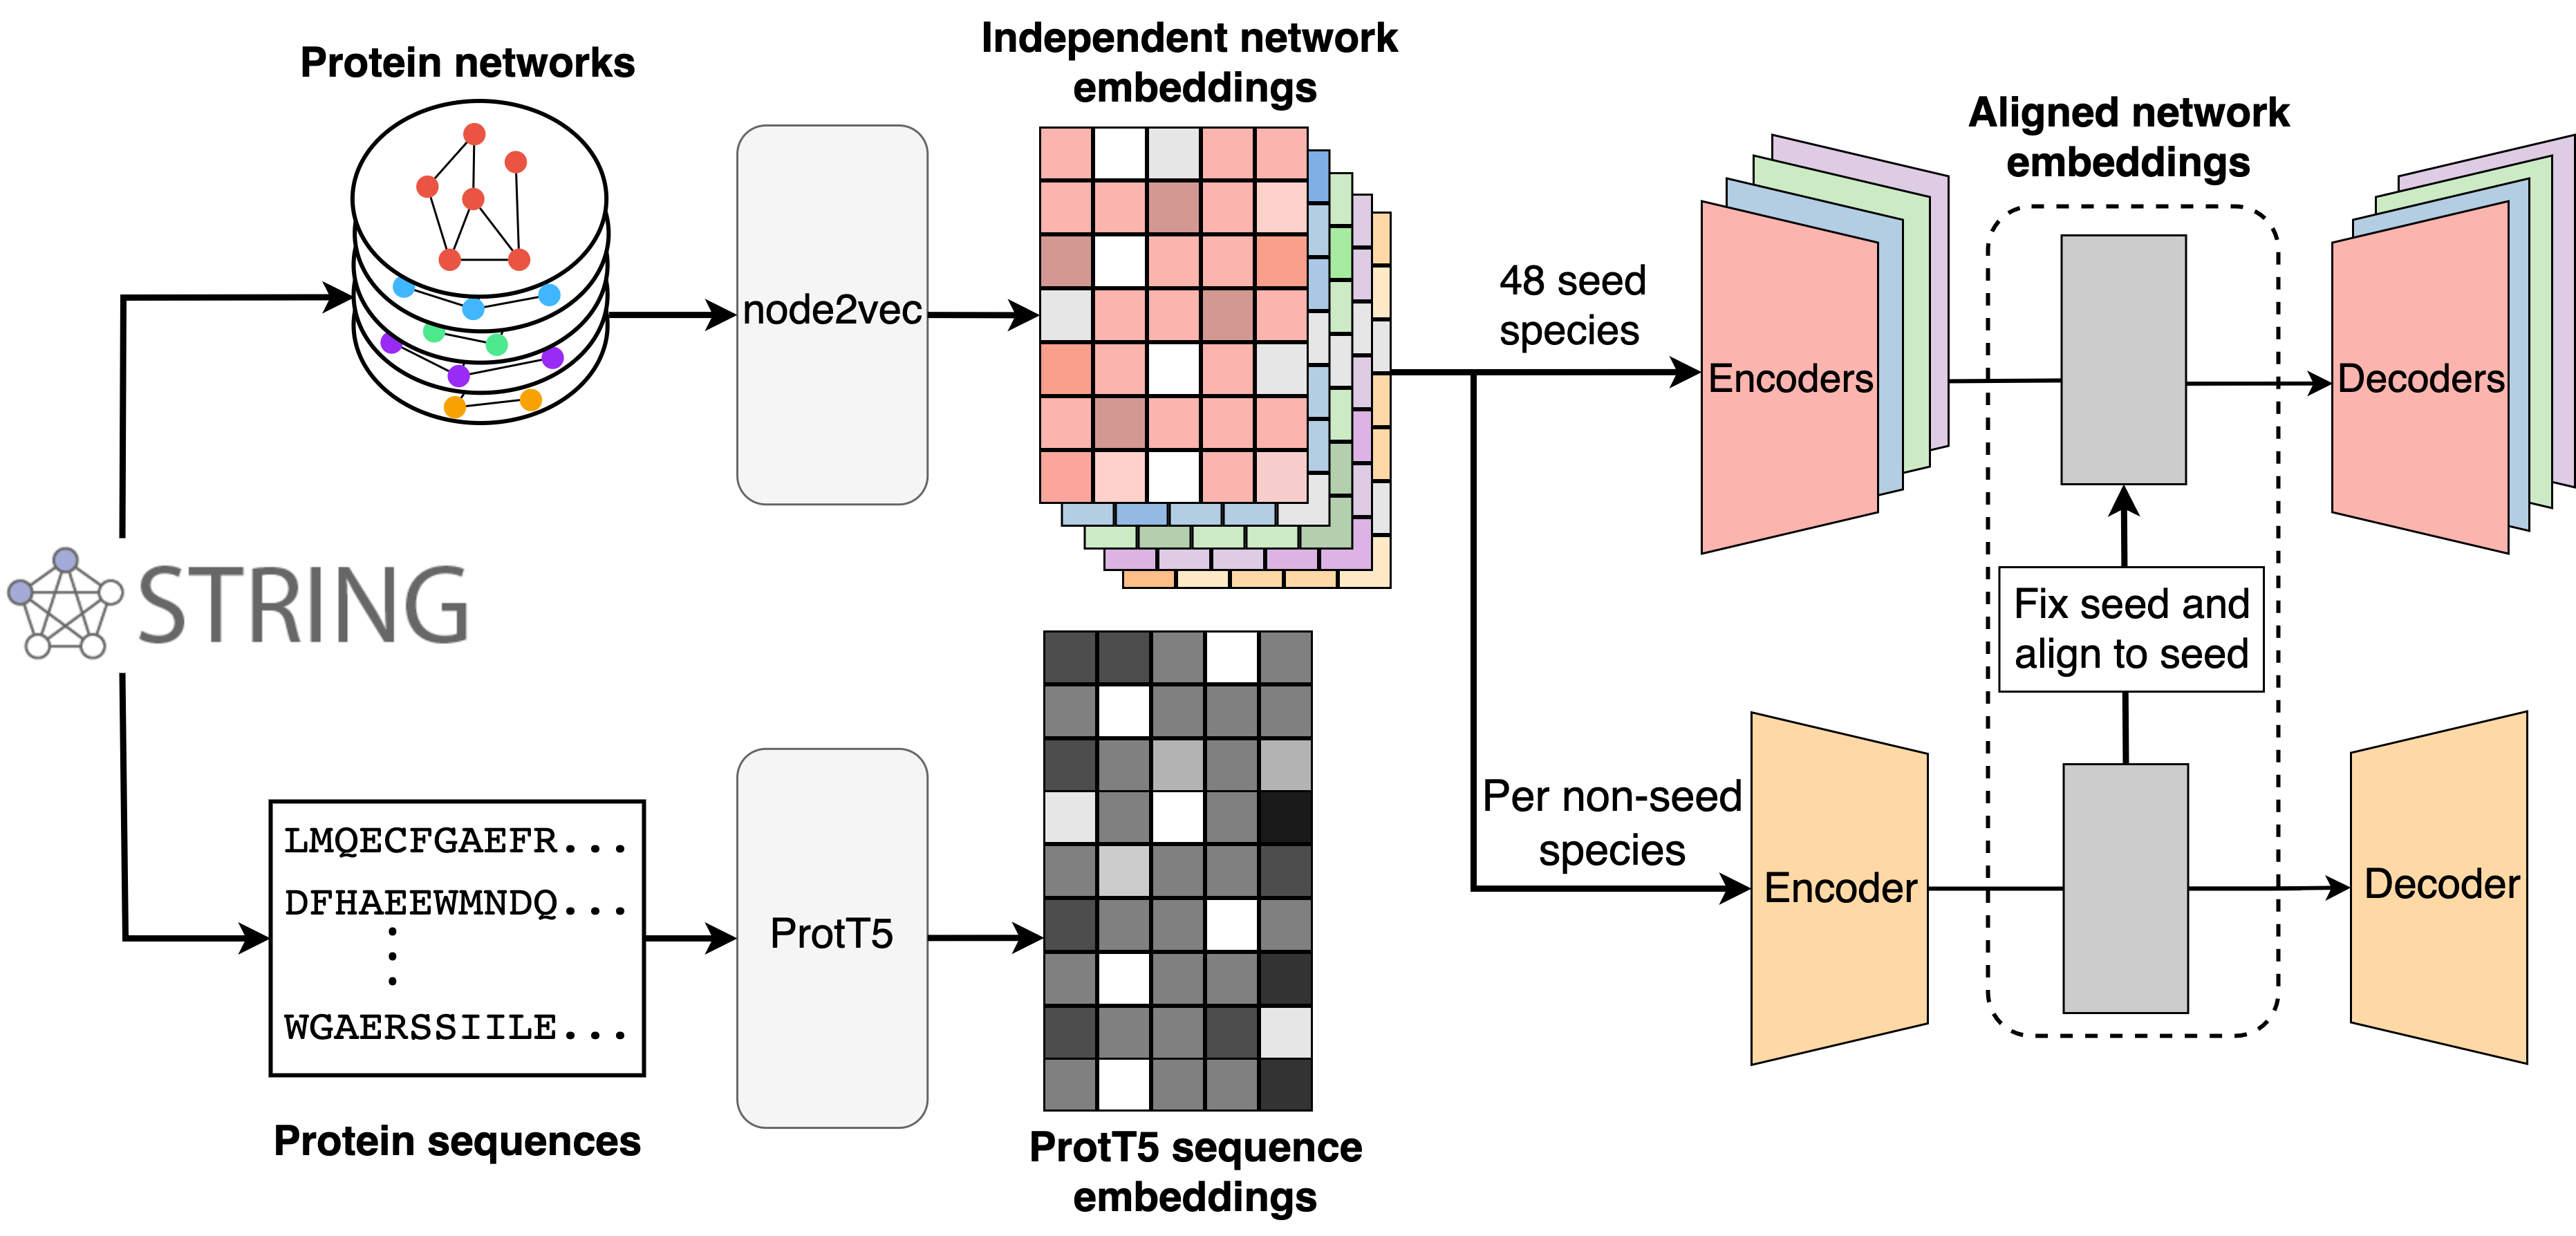 Protein networks
Independent network
embeddings
Aligned network
embeddings
node2vec
48 seed
species
Encoders
Decoders
STRING
Fix seed and
align to seed
LMQECFGAEFR...
DFHAEEWMNDQ...
WGAERSSIILE...
ProtT5
Per non-seed
species
Encoder
Decoder
Protein sequences
ProtT5 sequence
embeddings